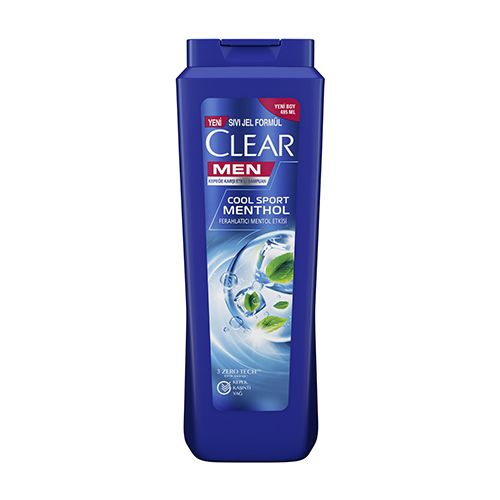 YENİ BOY
485 ML
YENİ SIVI JEL FORMÜL
CLEAR
MEN
KEPEĞE KARŞI ETKİLİ ŞAMPUAN
COOL SPORT
MENTHOL
FERAHLATICI MENTOL ETKİSİ
3 ZERO TECH
KEPEK
KAŞINTI
YAĞ